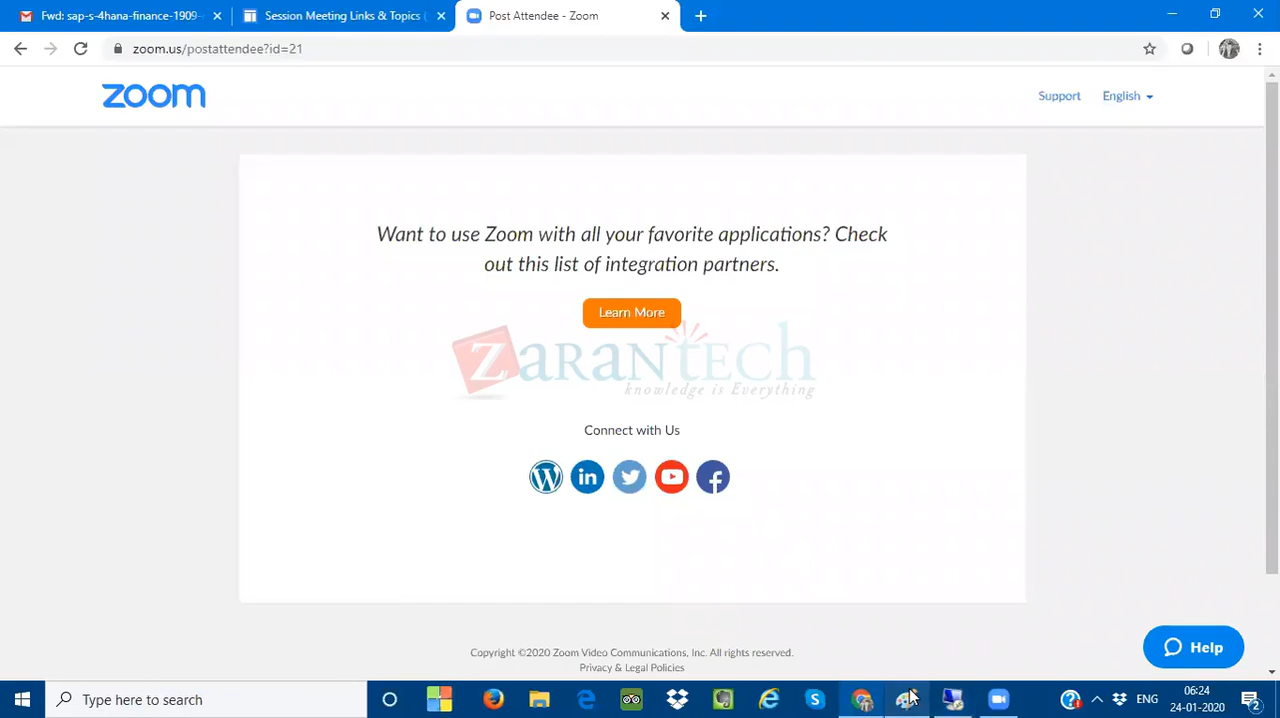 Fwd: sap-s-4hana-finance-1909-
Session Meeting Links & Topics (
Post Attendee - Zoom
zoom.us/postattendee?id=21
zoom
Support
English
Want to use Zoom with all your favorite applications? Check
out this list of integration partners.
Learn More
ZaranTech
knowledge is Everything
Connect with Us
Copyright ©2020 Zoom Video Communications, Inc. All rights reserved.
Privacy & Legal Policies
Help
Type here to search
ENG
06:24
24-01-2020
2